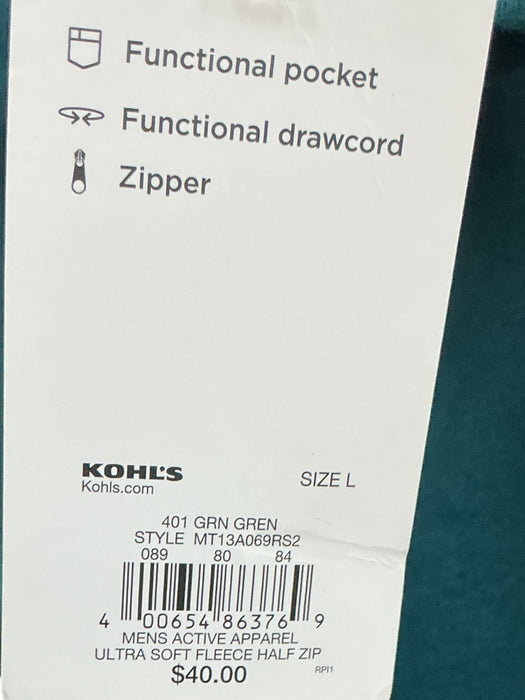 Functional pocket
Functional drawcord
Zipper
KOHL'S
Kohls.com
SIZE L
401 GRN GREN
STYLE MT13A069RS2
089 80 84
4 00654 86376 9
MENS ACTIVE APPAREL
ULTRA SOFT FLEECE HALF ZIP
$40.00
RPI1